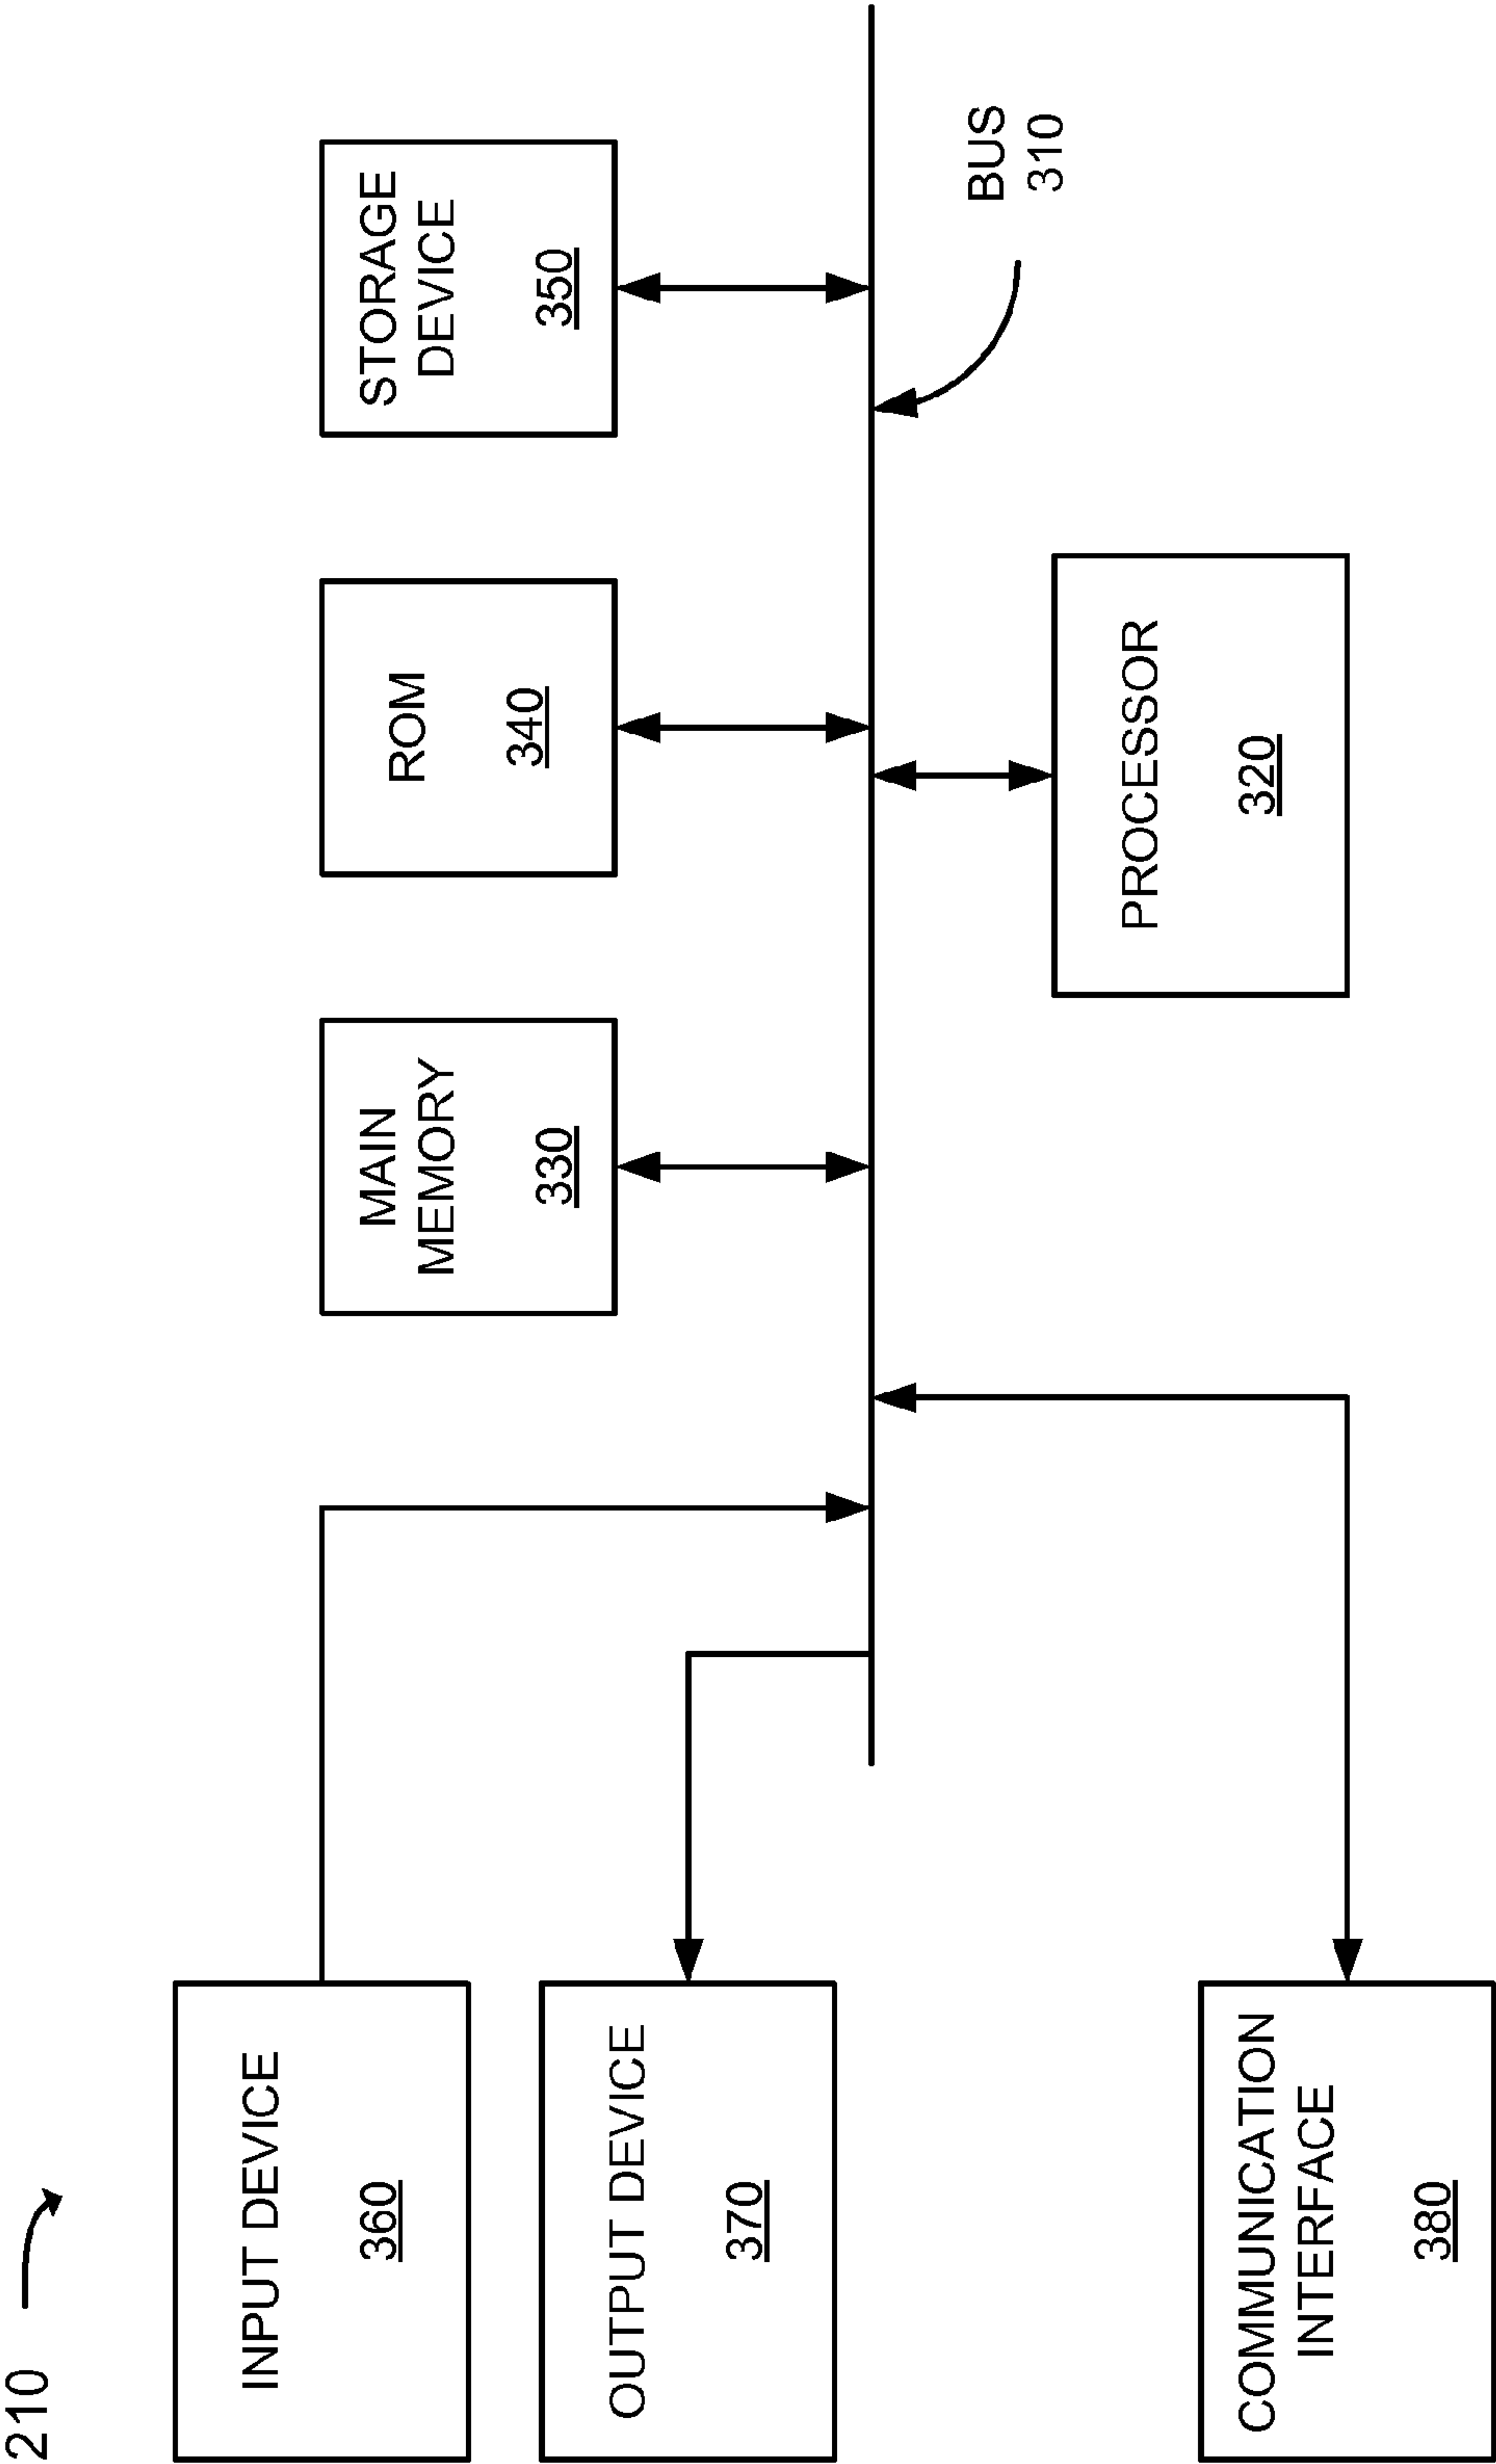 210
INPUT DEVICE
360
OUTPUT DEVICE
370
COMMUNICATION
INTERFACE
380
MAIN
MEMORY
330
ROM
340
STORAGE
DEVICE
350
PROCESSOR
320
BUS
310